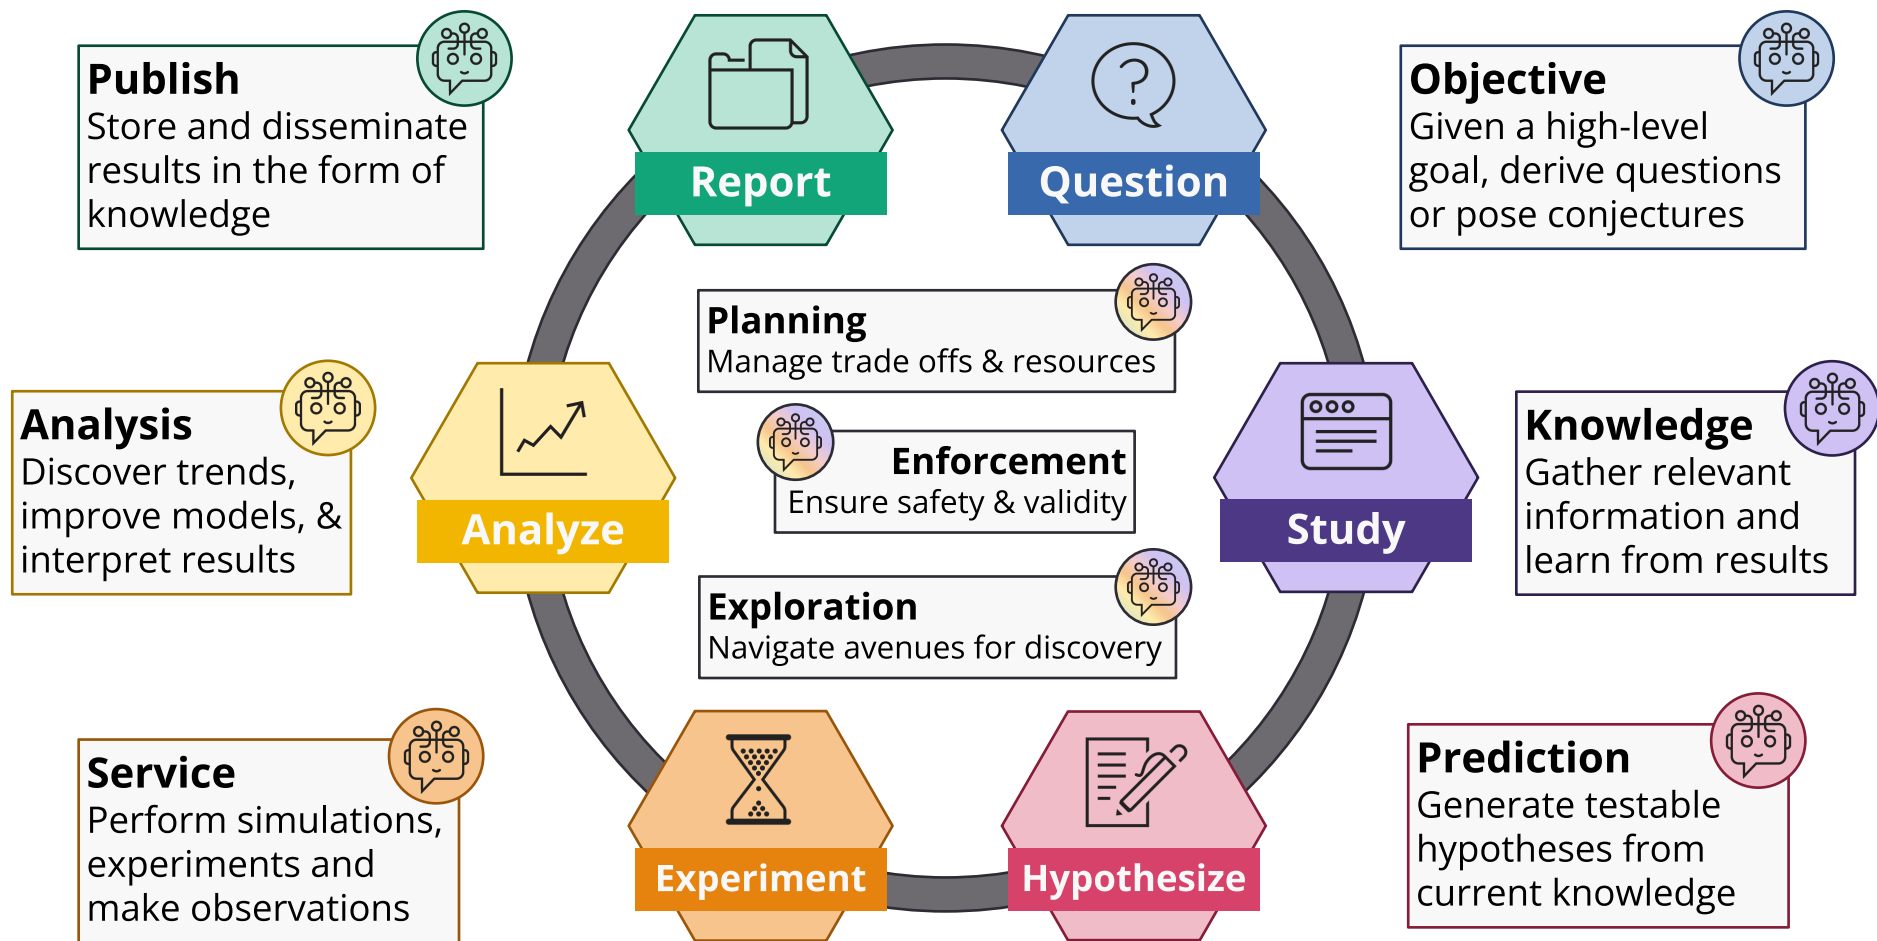 Publish
Store and disseminate
results in the form of
knowledge
Report
Question
Objective
Given a high-level
goal, derive questions
or pose conjectures
Planning
Manage trade offs & resources
Analysis
Discover trends,
improve models, &
interpret results
Analyze
Enforcement
Ensure safety & validity
Study
Knowledge
Gather relevant
information and
learn from results
Exploration
Navigate avenues for discovery
Service
Perform simulations,
experiments and
make observations
Experiment
Hypothesize
Prediction
Generate testable
hypotheses from
current knowledge